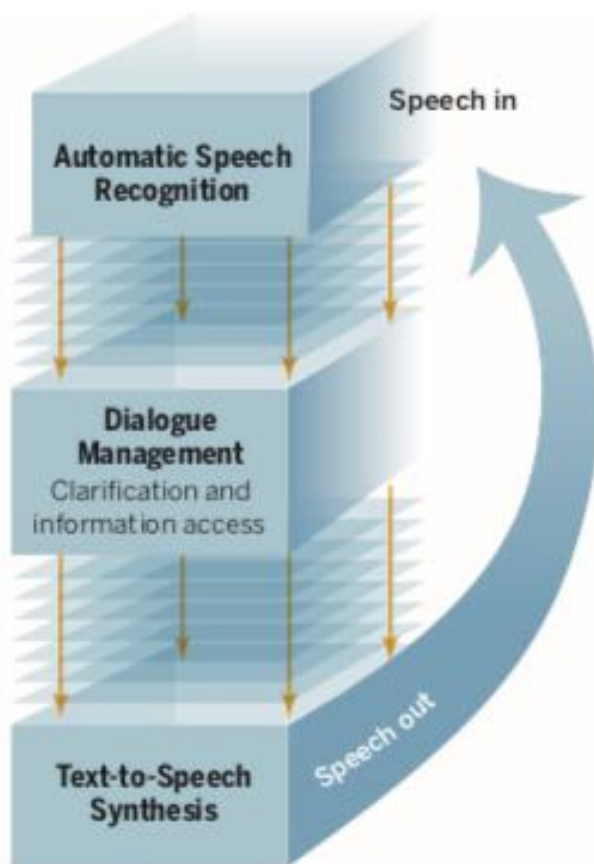 Speech in
Automatic Speech
Recognition
Dialogue
Management
Clarification and
information access
Speech out
Text-to-Speech
Synthesis